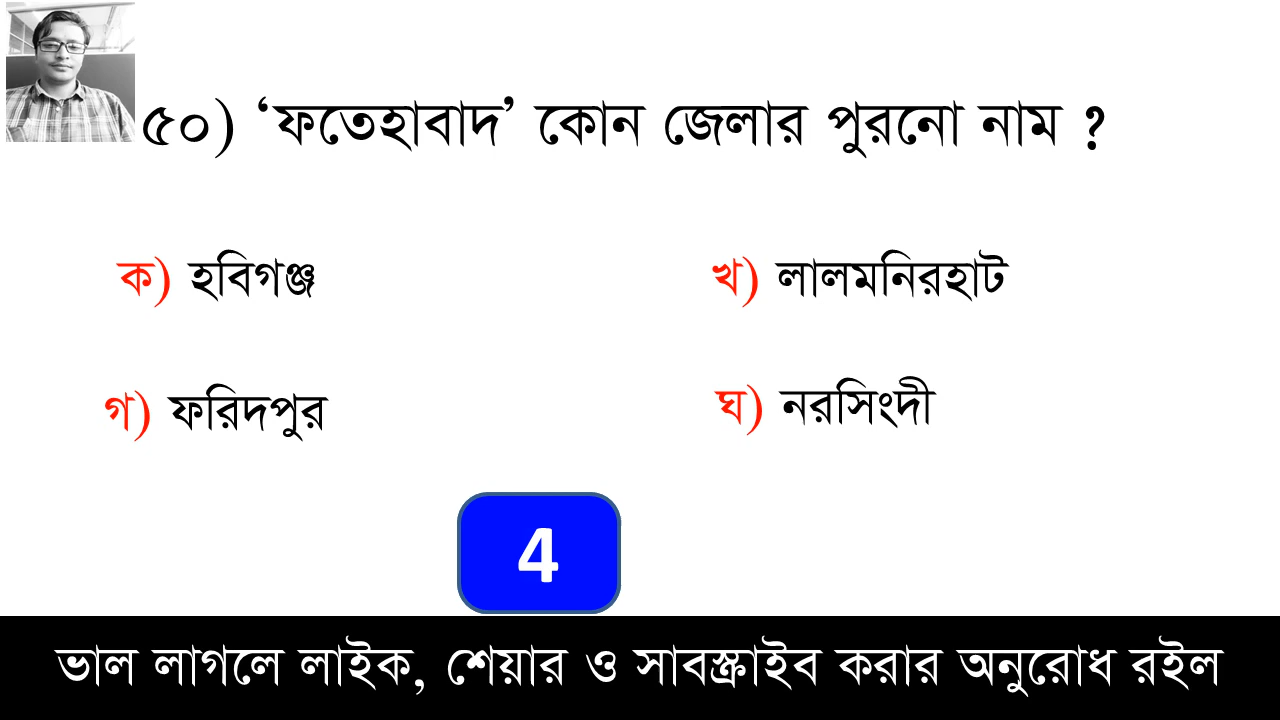 ৫০) ‘ফতেহাবাদ’ কোন জেলার পুরনো নাম ?
ক) হবিগঞ্জ
খ) লালমনিরহাট
গ) ফরিদপুর
ঘ) নরসিংদী
4
ভাল লাগলে লাইক, শেয়ার ও সাবস্ক্রাইব করার অনুরোধ রইল